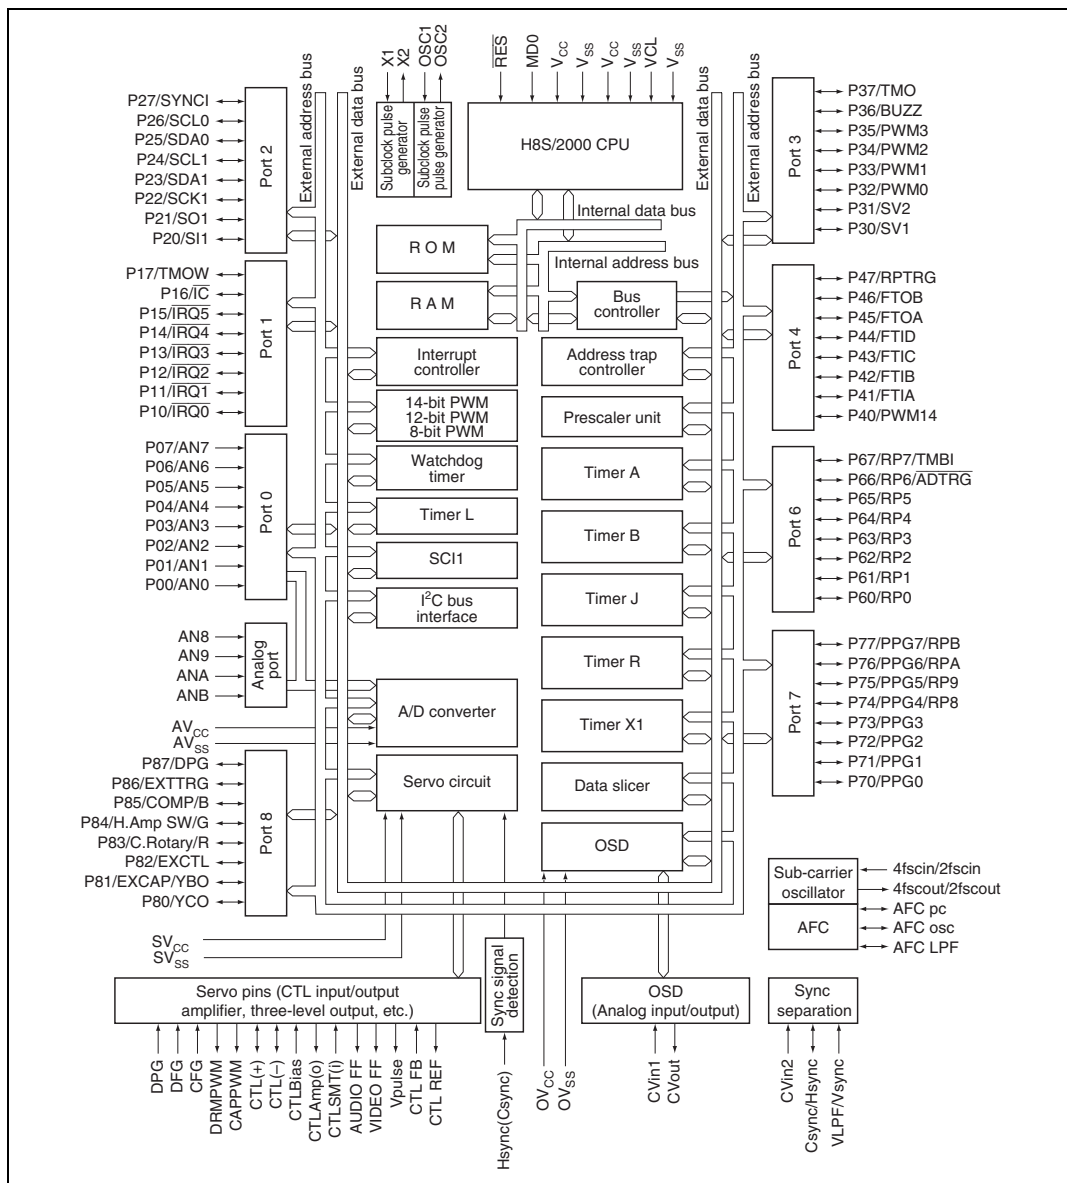 X1
X2
OSC1
OSC2
RES
MD0
VCC
VSS
VCC
VSS
VCL
VSS
External address bus
External data bus
Subclock pulse
generator
Subclock pulse
pulse generator
H8S/2000 CPU
External data bus
External address bus
P27/SYNCI
P26/SCL0
P25/SDA0
P24/SCL1
P23/SDA1
P22/SCK1
P21/SO1
P20/SI1
Port 2
P17/TMOW
P16/IC
P15/IRQ5
P14/IRQ4
P13/IRQ3
P12/IRQ2
P11/IRQ1
P10/IRQ0
Port 1
P07/AN7
P06/AN6
P05/AN5
P04/AN4
P03/AN3
P02/AN2
P01/AN1
P00/AN0
Port 0
AN8
AN9
ANA
ANB
Analog
port
AVCC
AVSS
P87/DPG
P86/EXTTRG
P85/COMP/B
P84/H.Amp SW/G
P83/C.Rotary/R
P82/EXCTL
P81/EXCAP/YBO
P80/YCO
Port 8
SVCC
SVSS
Internal data bus
Internal address bus
ROM
RAM
Bus
controller
Interrupt
controller
14-bit PWM
12-bit PWM
8-bit PWM
Watchdog
timer
Timer L
SCI1
I2C bus
interface
A/D converter
Servo circuit
Address trap
controller
Prescaler unit
Timer A
Timer B
Timer J
Timer R
Timer X1
Data slicer
OSD
Port 3
P37/TMO
P36/BUZZ
P35/PWM3
P34/PWM2
P33/PWM1
P32/PWM0
P31/SV2
P30/SV1
Port 4
P47/RPTRG
P46/FTOB
P45/FTOA
P44/FTID
P43/FTIC
P42/FTIB
P41/FTIA
P40/PWM14
Port 6
P67/RP7/TMBI
P66/RP6/ADTRG
P65/RP5
P64/RP4
P63/RP3
P62/RP2
P61/RP1
P60/RP0
Port 7
P77/PPG7/RPB
P76/PPG6/RPA
P75/PPG5/RP9
P74/PPG4/RP8
P73/PPG3
P72/PPG2
P71/PPG1
P70/PPG0
Sub-carrier
oscillator
4fscin/2fscin
4fscout/2fscout
AFC
AFC pc
AFC osc
AFC LPF
Servo pins (CTL input/output
amplifier, three-level output, etc.)
Sync signal
detection
OSD
(Analog input/output)
Sync
separation
DPG
DFG
CFG
DRMPWM
CAPPWM
CTL(+)
CTL(–)
CTLBias
CTLAmp(o)
CTLSMT(i)
AUDIO FF
VIDEO FF
Vpulse
CTL FB
CTL REF
Hsync(Csync)
OVCC
OVSS
CVin1
CVout
CVin2
Csync/Hsync
VLPF/Vsync